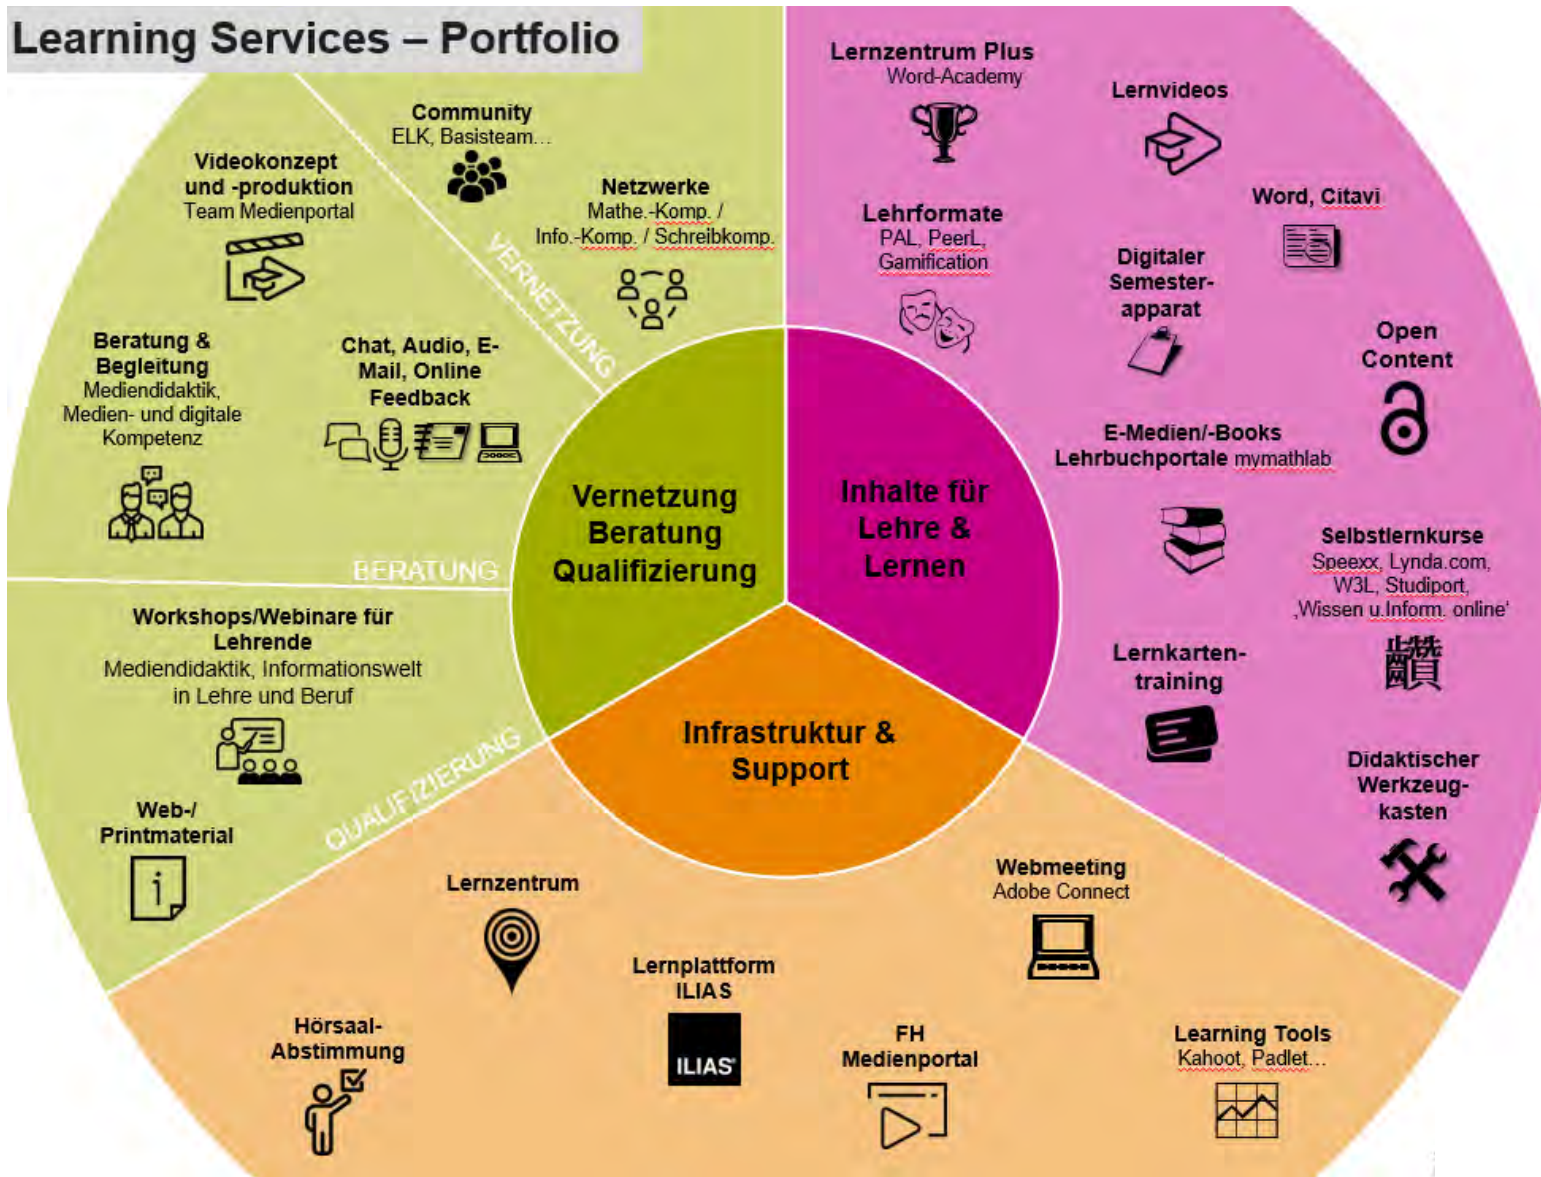 Learning Services – Portfolio
Community
ELK, Basisteam...
Netzwerke
Mathe.-Komp. /
Info.-Komp. / Schreibkomp.
VERNETZUNG
Videokonzept
und -produktion
Team Medienportal
Beratung &
Begleitung
Mediendidaktik,
Medien- und digitale
Kompetenz
Chat, Audio, E-
Mail, Online
Feedback
BERATUNG
Workshops/Webinare für
Lehrende
Mediendidaktik, Informationswelt
in Lehre und Beruf
Web-/
Printmaterial
i
QUALIFIZIERUNG
Vernetzung
Beratung
Qualifizierung
Inhalte für
Lehre &
Lernen
Infrastruktur &
Support
Lernzentrum Plus
Word-Academy
Lernvideos
Lehrformate
PAL, PeerL,
Gamification
Word, Citavi
Digitaler
Semester-
apparat
Open
Content
E-Medien/-Books
Lehrbuchportale mymathlab
Selbstlernkurse
Speexx, Lynda.com,
W3L, Studiport,
‚Wissen u.Inform. online‘
Lernkarten-
training
Didaktischer
Werkzeug-
kasten
Lernzentrum
Hörsaal-
Abstimmung
Lernplattform
ILIAS
ILIAS
FH
Medienportal
Webmeeting
Adobe Connect
Learning Tools
Kahoot, Padlet...